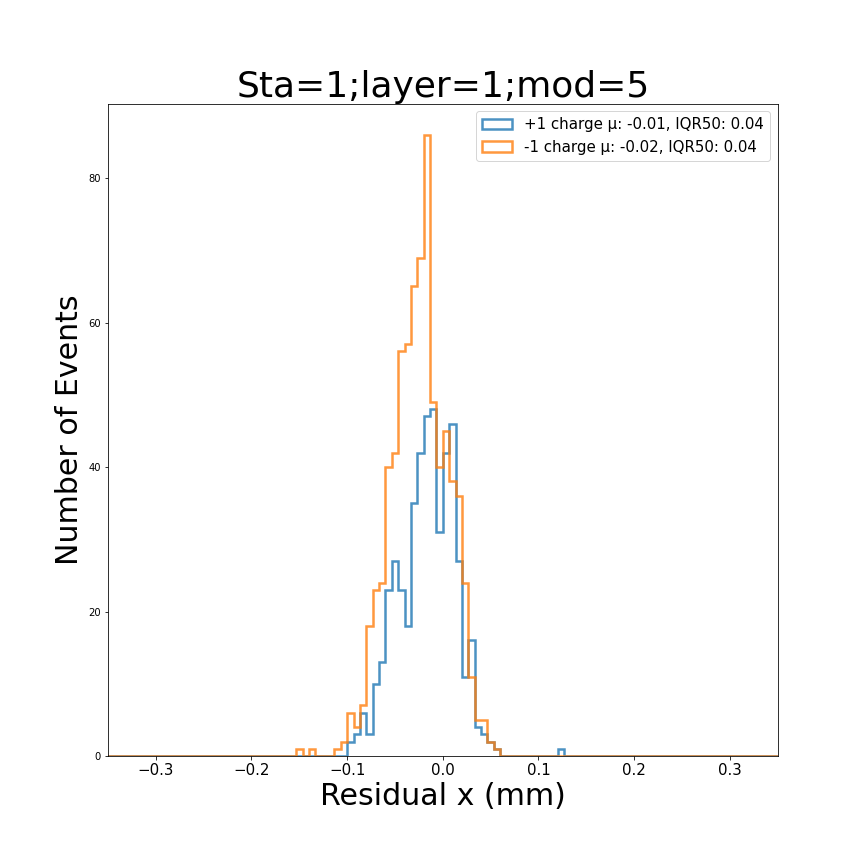 Sta=1;layer=1;mod=5
+1 charge μ: -0.01, IQR50: 0.04
-1 charge μ: -0.02, IQR50: 0.04
Number of Events
80
60
40
20
0
−0.3 −0.2 −0.1 0.0 0.1 0.2 0.3
Residual x (mm)